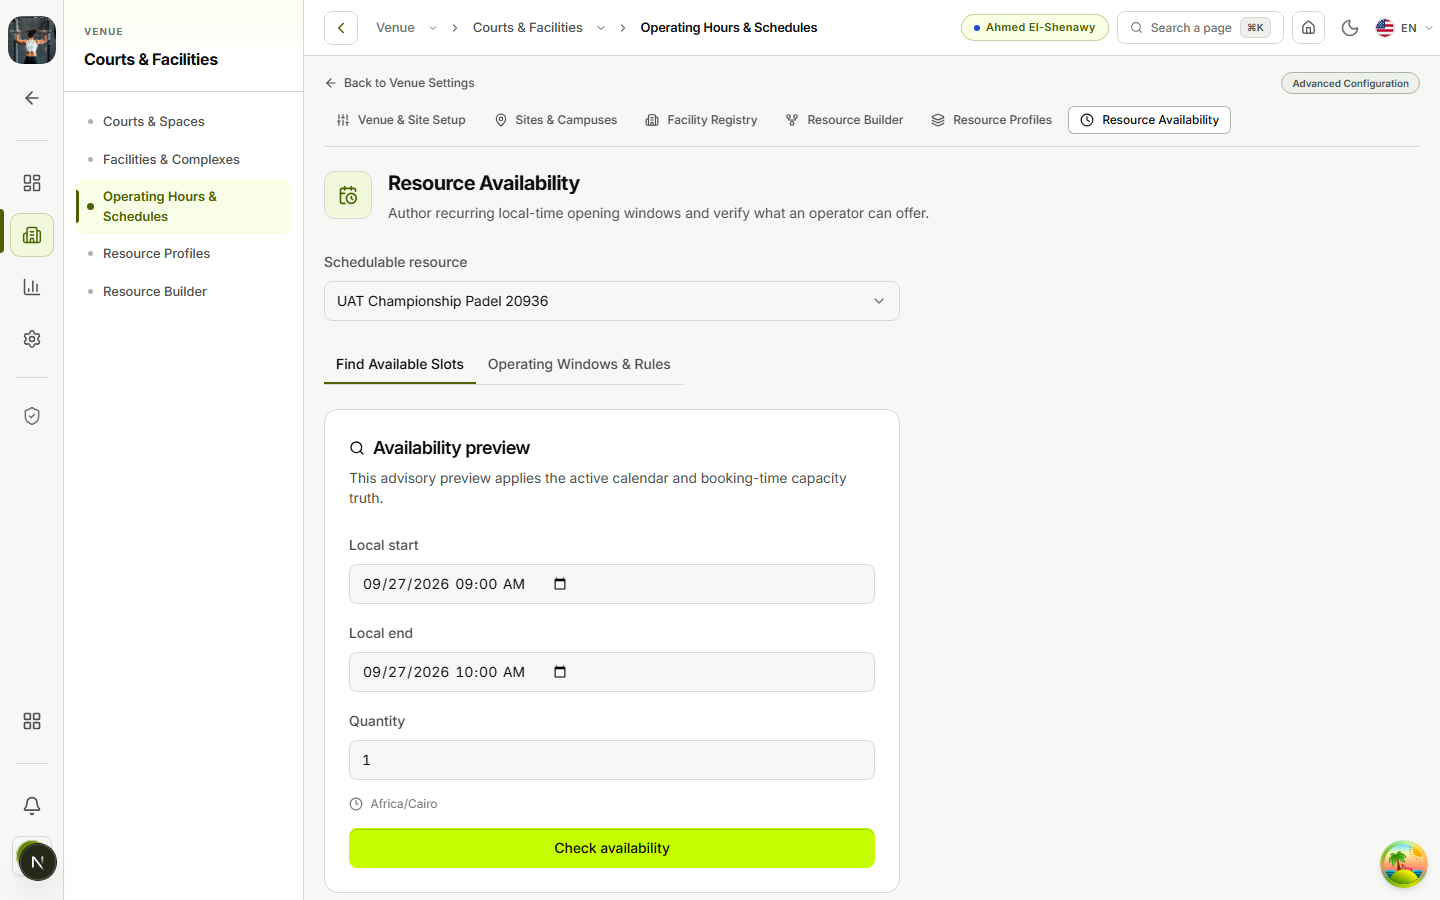 VENUE
Courts & Facilities
Courts & Spaces
Facilities & Complexes
Operating Hours &
Schedules
Resource Profiles
Resource Builder
Venue
Courts & Facilities
Operating Hours & Schedules
Ahmed El-Shenawy
Search a page
⌘K
EN
Back to Venue Settings
Advanced Configuration
Venue & Site Setup
Sites & Campuses
Facility Registry
Resource Builder
Resource Profiles
Resource Availability
Resource Availability
Author recurring local-time opening windows and verify what an operator can offer.
Schedulable resource
UAT Championship Padel 20936
Find Available Slots
Operating Windows & Rules
Availability preview
This advisory preview applies the active calendar and booking-time capacity
truth.
Local start
09/27/2026 09:00 AM
Local end
09/27/2026 10:00 AM
Quantity
1
Africa/Cairo
Check availability
N